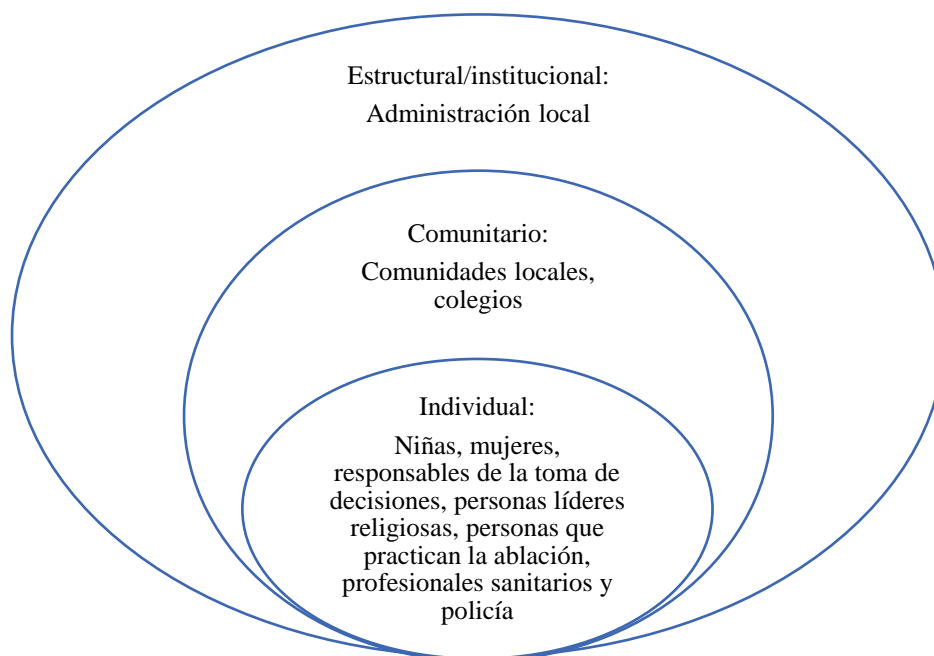 Estructural/institucional:
Administración local
Comunitario:
Comunidades locales,
colegios
Individual:
Niñas, mujeres,
responsables de la toma de
decisiones, personas líderes
religiosas, personas que
practican la ablación,
profesionales sanitarios y
policía